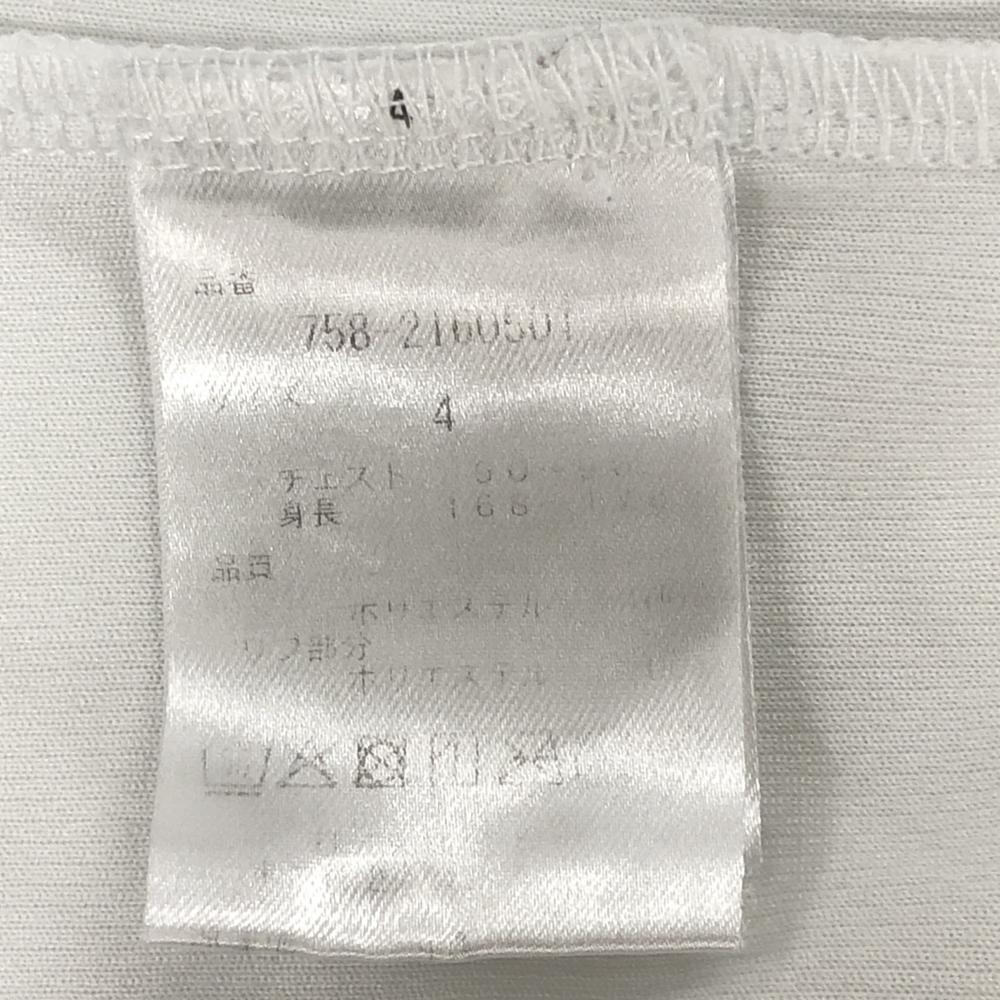 4
品番
758-2160501
4
チェスト
身長 166
品質
ポリエステル
リブ部分
ポリエステル